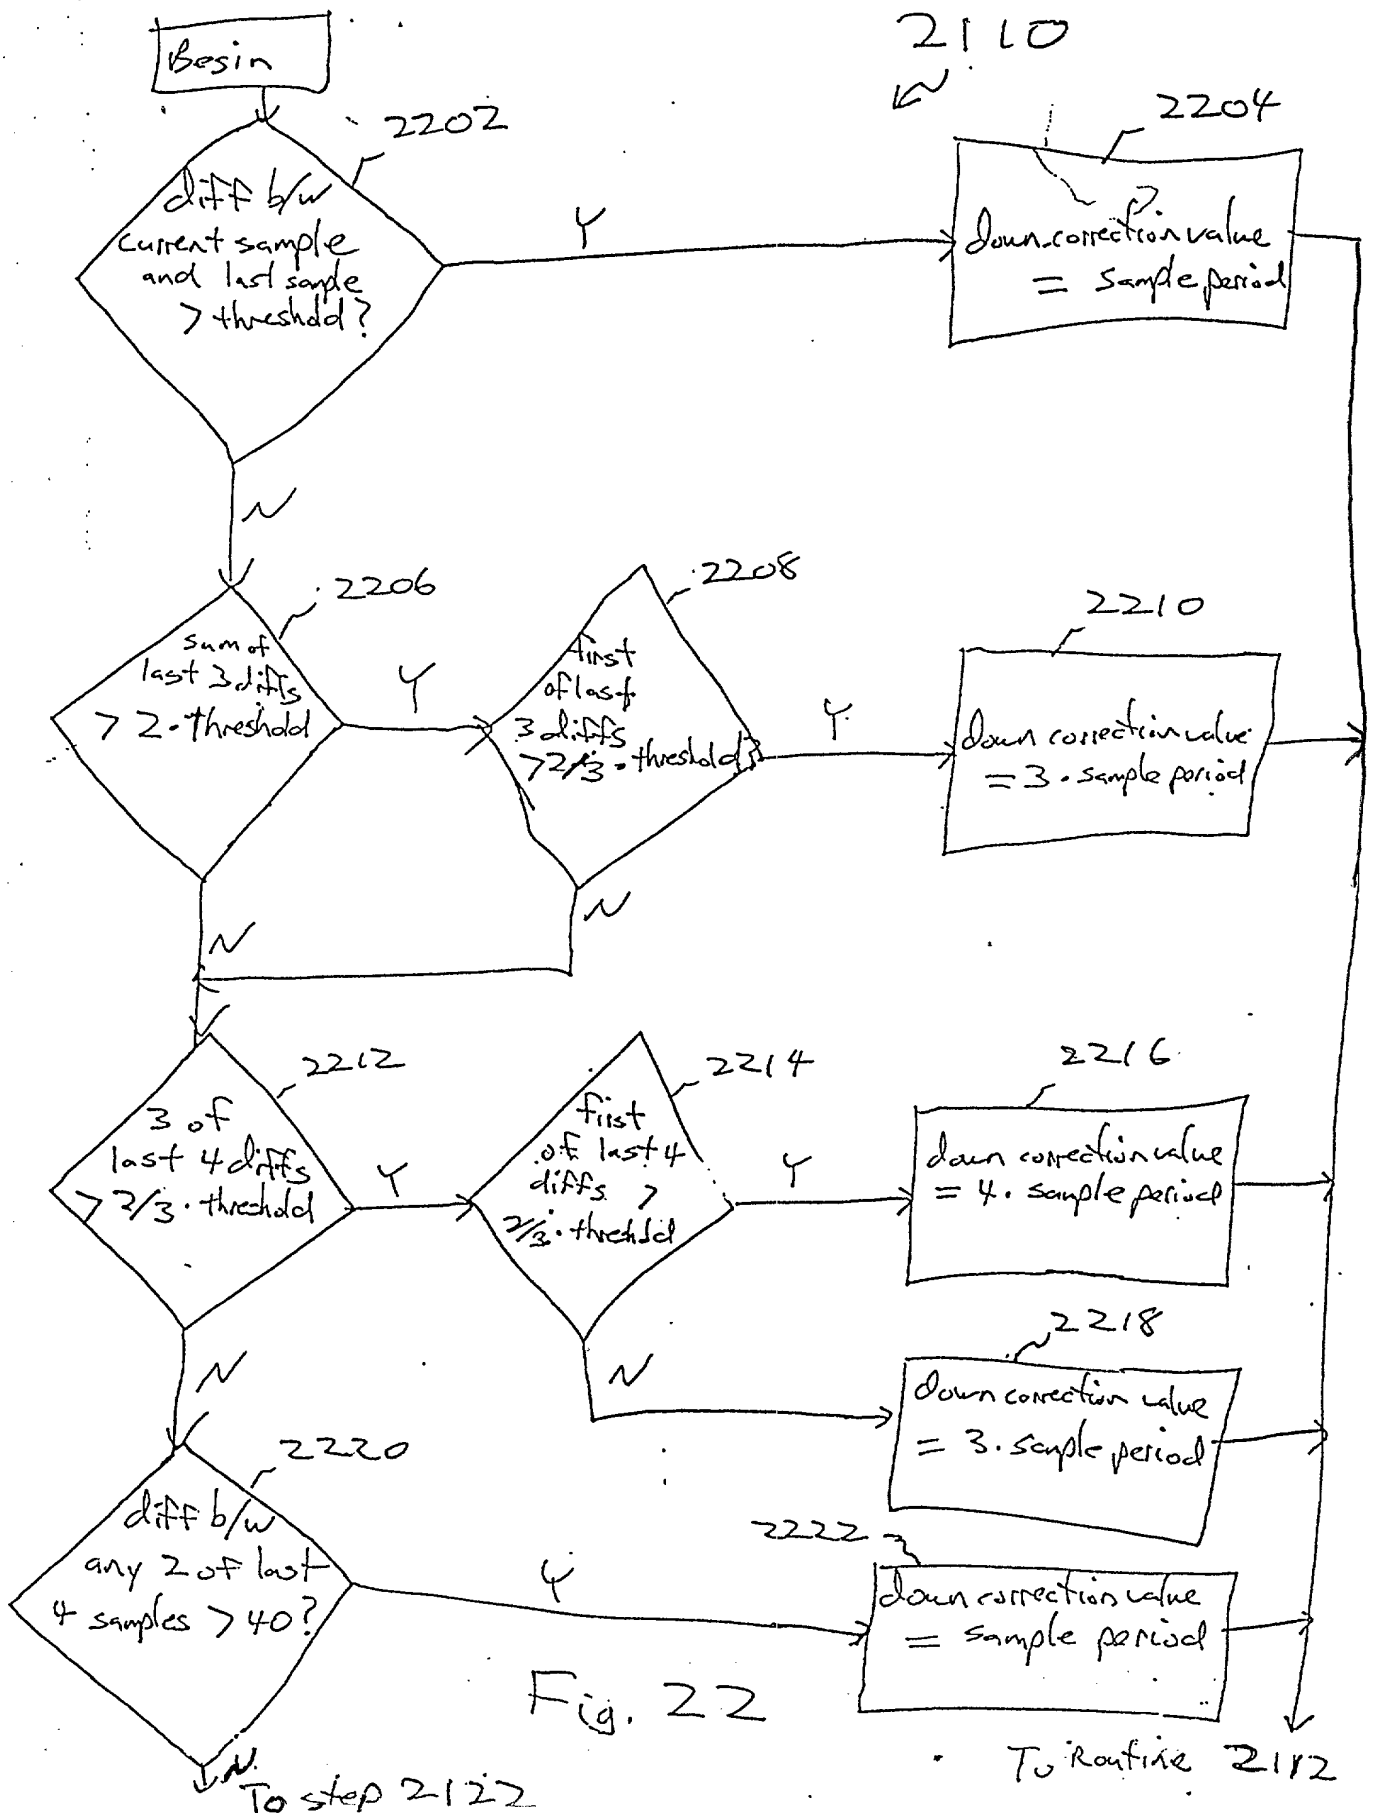 Begin
2110
2202
2204
diff b/w
current sample
and last sample
> threshold?
Y
down correction value
= sample period
N
2206
2208
2210
sum of
last 3 diffs
> 2 · threshold
Y
first
of last
3 diffs
> 2/3 · threshold
Y
down correction value
= 3 · sample period
N
N
2212
2214
2216
3 of
last 4 diffs
> 2/3 · threshold
Y
first
of last 4
diffs >
2/3 · threshold
Y
down correction value
= 4 · sample period
N
2218
down correction value
= 3 · sample period
N
2220
diff b/w
any 2 of last
4 samples > 40?
Y
2222
down correction value
= sample period
Fig. 22
N
To step 2122
To Routine 2112